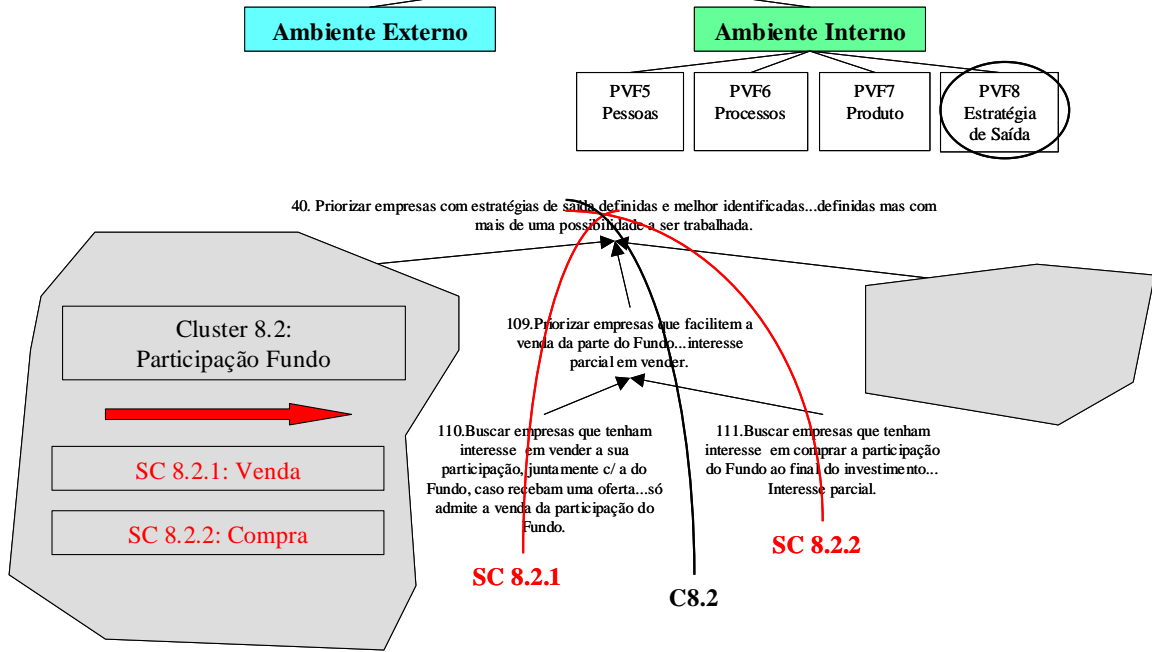 Ambiente Externo
Ambiente Interno
PVF5
Pessoas
PVF6
Processos
PVF7
Produto
PVF8
Estratégia
de Saída
40. Priorizar empresas com estratégias de saída definidas e melhor identificadas...definidas mas com
mais de uma possibilidade a ser trabalhada.
Cluster 8.2:
Participação Fundo
SC 8.2.1: Venda
SC 8.2.2: Compra
109.Priorizar empresas que facilitem a
venda da parte do Fundo...interesse
parcial em vender.
110.Buscar empresas que tenham
interesse em vender a sua
participação, juntamente c/ a do
Fundo, caso recebam uma oferta...só
admite a venda da participação do
Fundo.
111.Buscar empresas que tenham
interesse em comprar a participação
do Fundo ao final do investimento...
Interesse parcial.
SC 8.2.1
C8.2
SC 8.2.2